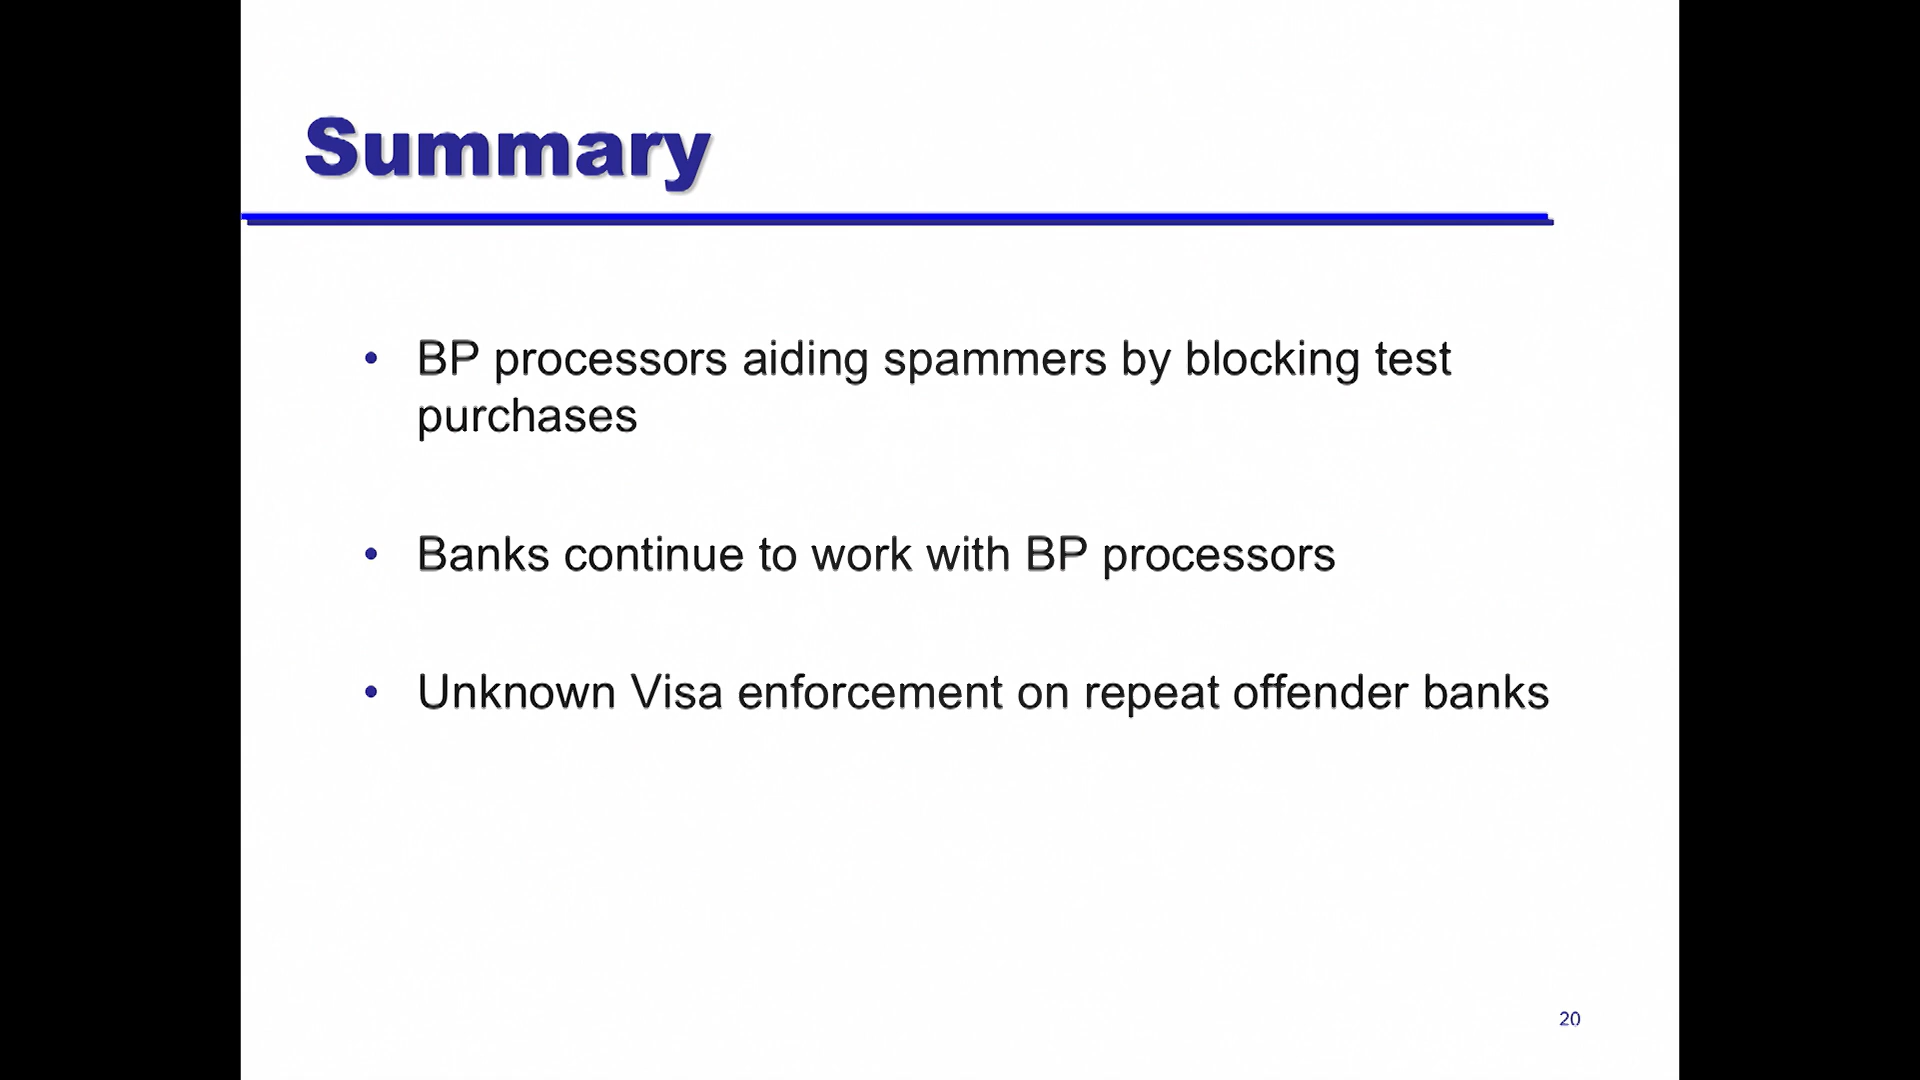 Summary
• BP processors aiding spammers by blocking test
purchases
• Banks continue to work with BP processors
• Unknown Visa enforcement on repeat offender banks
20